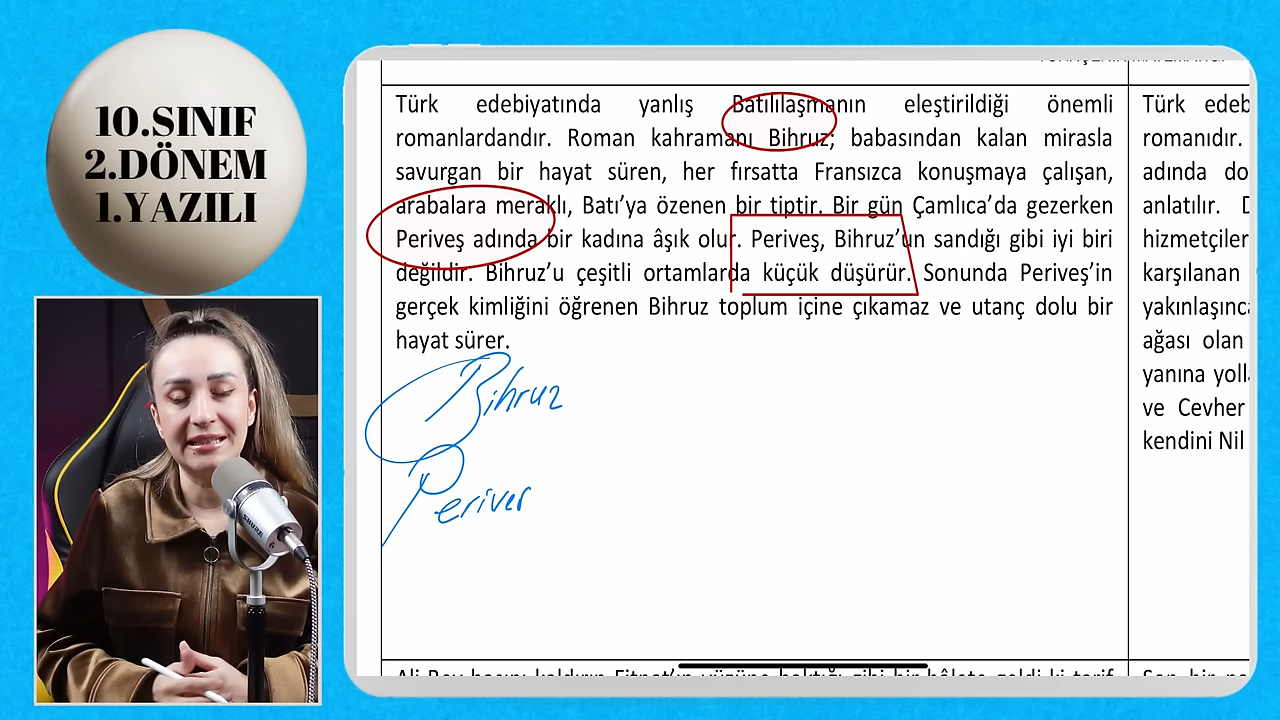 10.SINIF
2.DÖNEM
1.YAZILI
Türk edebiyatında yanlış Batılılaşmanın eleştirildiği önemli
romanlardandır. Roman kahramanı Bihruz; babasından kalan mirasla
savurgan bir hayat süren, her fırsatta Fransızca konuşmaya çalışan,
arabalara meraklı, Batı’ya özenen bir tiptir. Bir gün Çamlıca’da gezerken
Periveş adında bir kadına âşık olur. Periveş, Bihruz’un sandığı gibi iyi biri
değildir. Bihruz’u çeşitli ortamlarda küçük düşürür. Sonunda Periveş’in
gerçek kimliğini öğrenen Bihruz toplum içine çıkamaz ve utanç dolu bir
hayat sürer.
Bihruz
Periver
Türk edeb
romanıdır.
adında do
anlatılır. D
hizmetçiler
karşılanan
yakınlaşınca
ağası olan
yanına yolla
ve Cevher
kendini Nil
SHURE